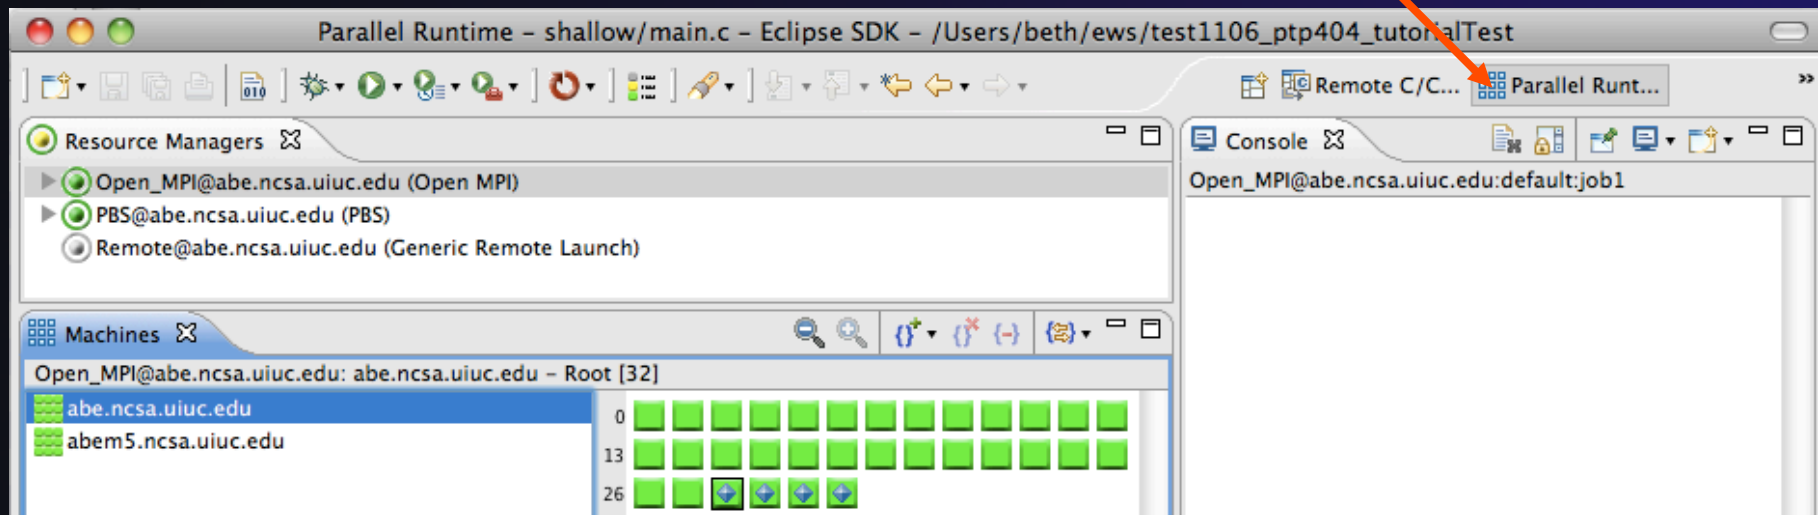 Parallel Runtime – shallow/main.c – Eclipse SDK – /Users/beth/ews/test1106_ptp404_tutorialTest
010
Remote C/C... Parallel Runt... »
Resource Managers
Console
Open_MPI@abe.ncsa.uiuc.edu (Open MPI)
Open_MPI@abe.ncsa.uiuc.edu:default:job1
PBS@abe.ncsa.uiuc.edu (PBS)
Remote@abe.ncsa.uiuc.edu (Generic Remote Launch)
Machines
Open_MPI@abe.ncsa.uiuc.edu: abe.ncsa.uiuc.edu – Root [32]
abe.ncsa.uiuc.edu
abem5.ncsa.uiuc.edu
0
13
26